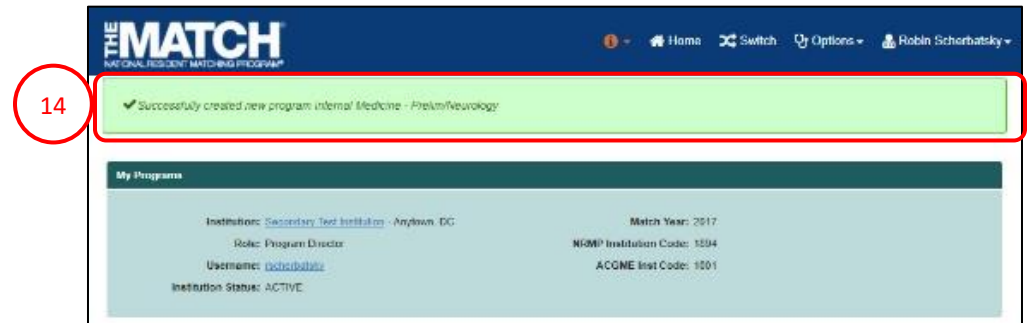 THE MATCH
NATIONAL RESIDENT MATCHING PROGRAM®
Home Switch Options Robin Scherbatsky
14
Successfully created new program Internal Medicine - Prelim/Neurology
My Programs
Institution: Secondary Test Institution - Anytown, DC
Match Year: 2017
Role: Program Director
NRMP Institution Code: 1894
Username: rscherbatsky
ACGME Inst Code: 1801
Institution Status: ACTIVE